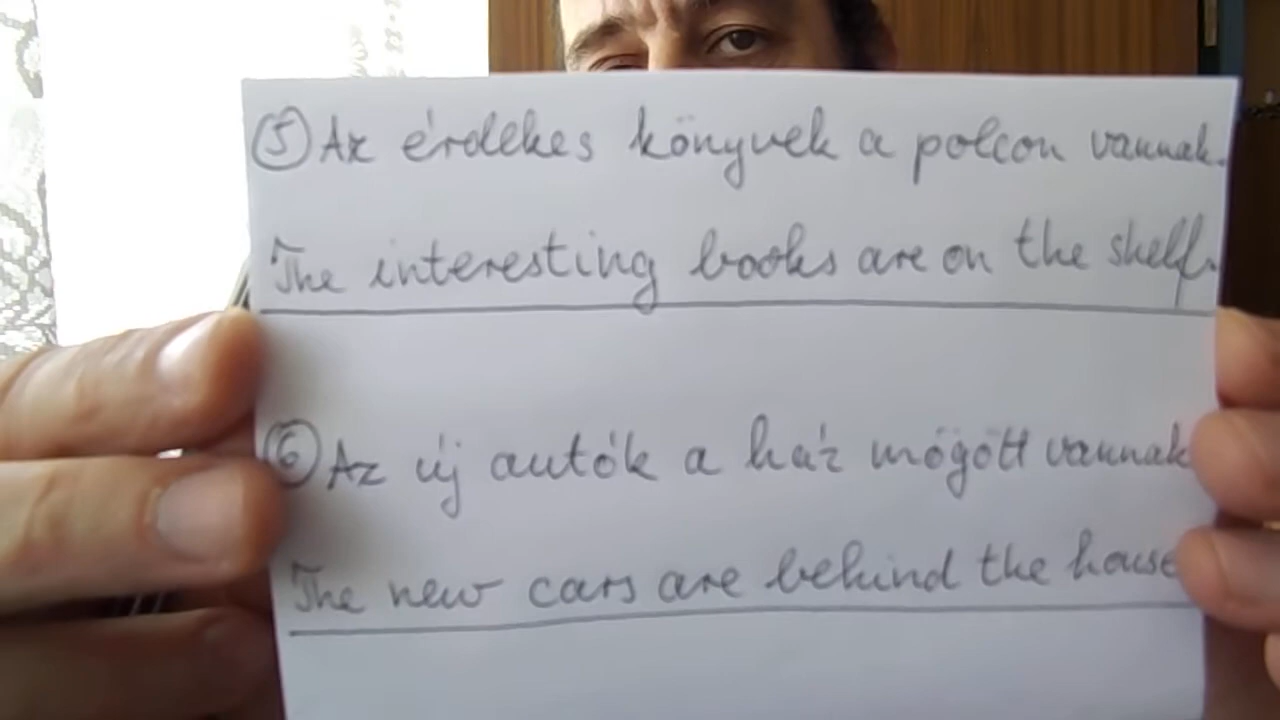 ⑤ Az érdekes könyvek a polcon vannak.
The interesting books are on the shelf.
⑥ Az új autók a ház mögött vannak
The new cars are behind the house